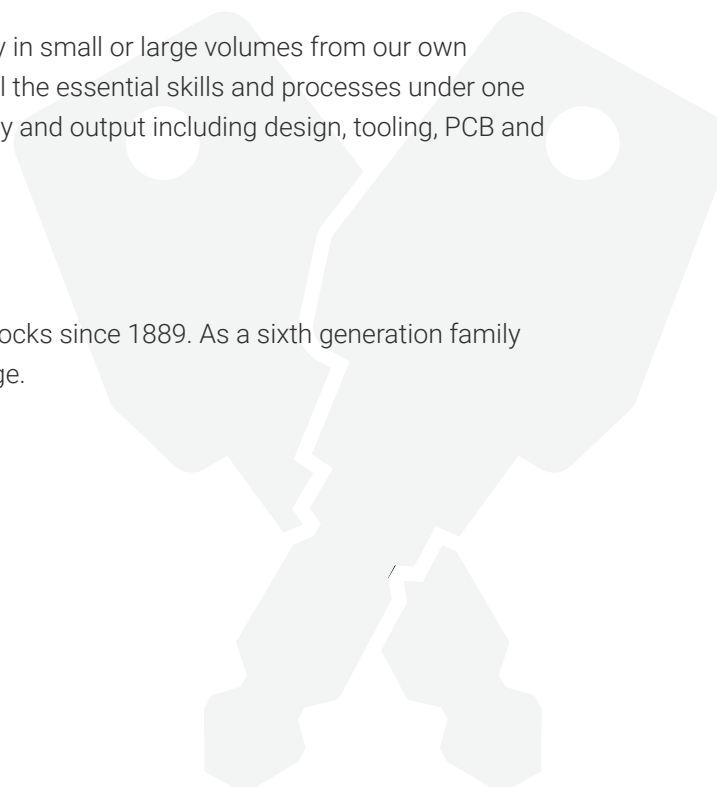 y in small or large volumes from our own
l the essential skills and processes under one
y and output including design, tooling, PCB and
ocks since 1889. As a sixth generation family
ge.